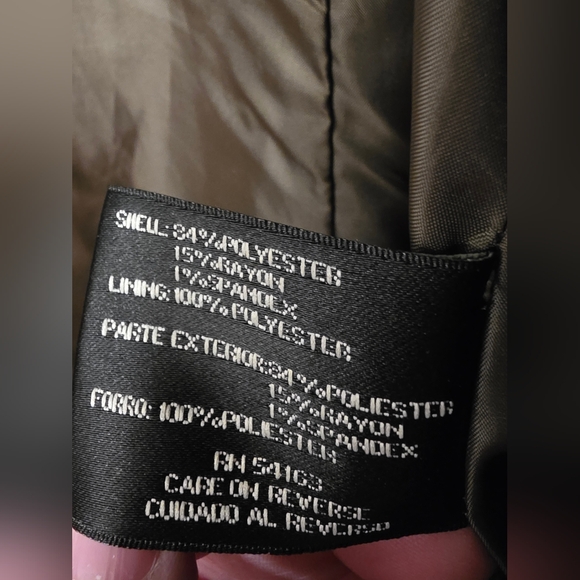 SHELL: 84%POLYESTER
15%RAYON
1%SPANDEX
LINING: 100% POLYESTER
PARTE EXTERIOR:84%POLIESTER
15%RAYON
1%SPANDEX
FORRO: 100%POLIESTER
RN 54163
CARE ON REVERSE
CUIDADO AL REVERSO